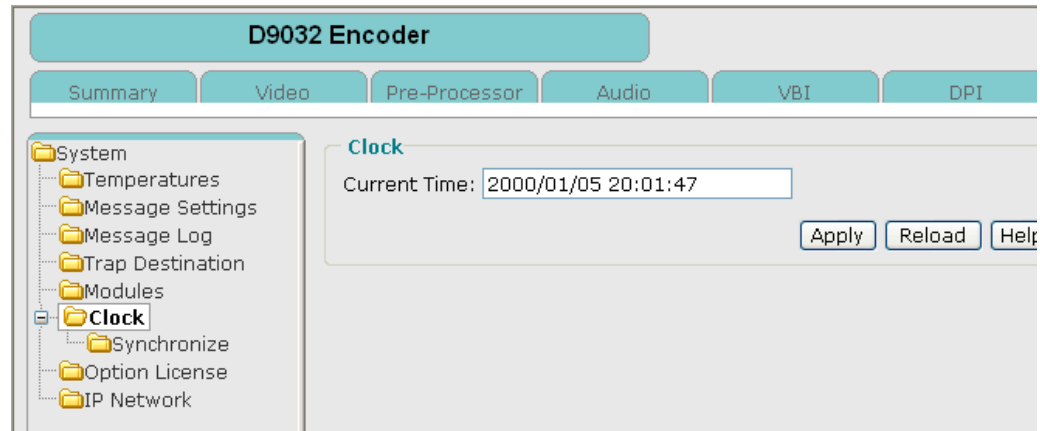 D9032 Encoder
Summary Video Pre-Processor Audio VBI DPI
System
Temperatures
Message Settings
Message Log
Trap Destination
Modules
Clock
Synchronize
Option License
IP Network
Clock
Current Time: 2000/01/05 20:01:47
Apply Reload Help